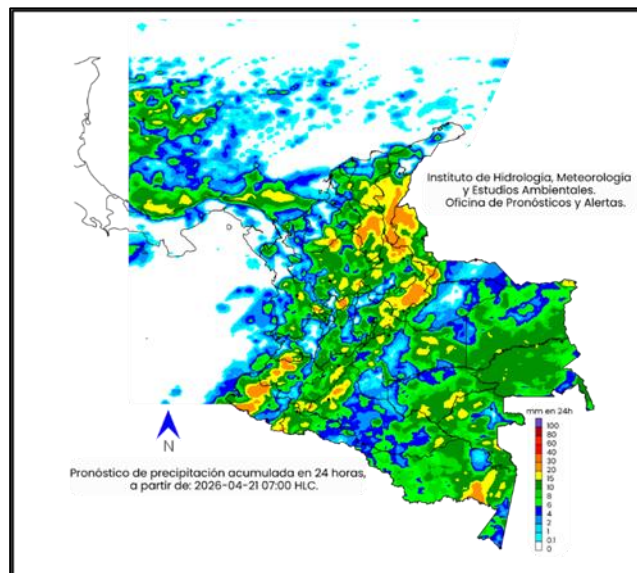 Instituto de Hidrología, Meteorología
y Estudios Ambientales.
Oficina de Pronósticos y Alertas.
mm en 24h
100
80
60
40
30
20
15
10
8
6
4
2
1
0.1
0
N
Pronóstico de precipitación acumulada en 24 horas,
a partir de: 2026-04-21 07:00 HLC.